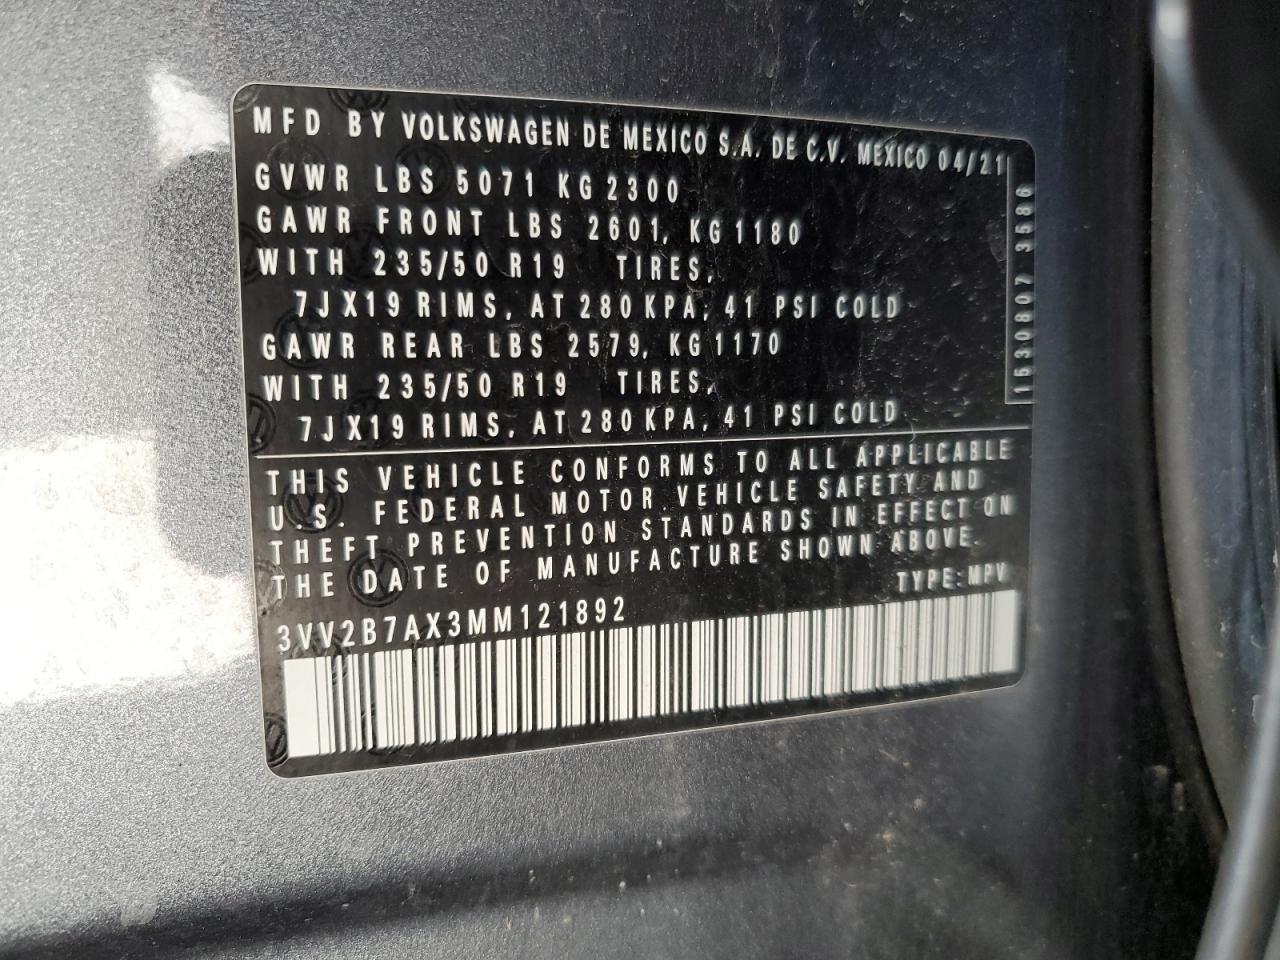 MFD BY VOLKSWAGEN DE MEXICO S.A. DE C.V. MEXICO 04/21
GVWR LBS 5071 KG 2300
GAWR FRONT LBS 2601, KG 1180
WITH 235/50 R19 TIRES,
7JX19 RIMS, AT 280 KPA, 41 PSI COLD
GAWR REAR LBS 2579, KG 1170
WITH 235/50 R19 TIRES,
7JX19 RIMS, AT 280 KPA, 41 PSI COLD
1530807 3586
THIS VEHICLE CONFORMS TO ALL APPLICABLE
U.S. FEDERAL MOTOR VEHICLE SAFETY AND
THEFT PREVENTION STANDARDS IN EFFECT ON
THE DATE OF MANUFACTURE SHOWN ABOVE.
TYPE: MPV
3VV2B7AX3MM121892